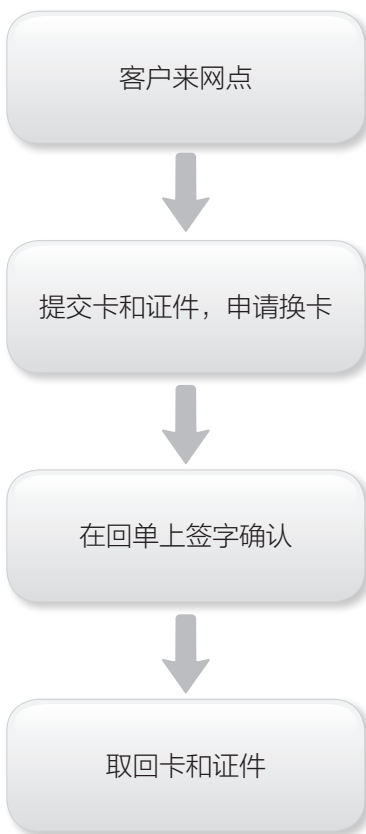 客户来网点
提交卡和证件，申请换卡
在回单上签字确认
取回卡和证件